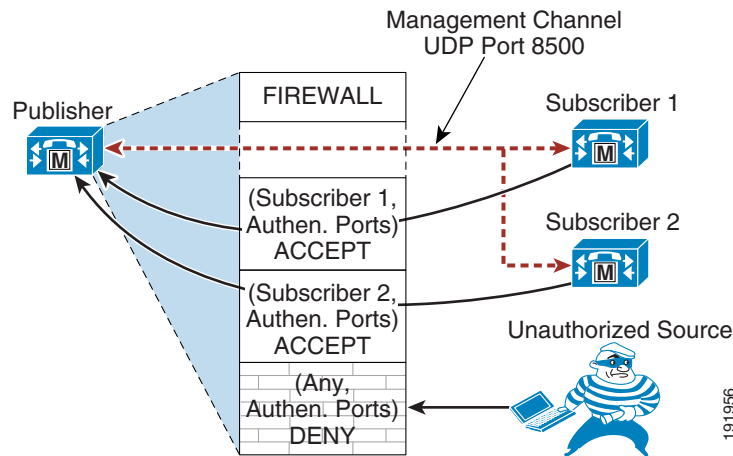 Management Channel
UDP Port 8500
FIREWALL
Publisher
M
Subscriber 1
M
(Subscriber 1,
Authen. Ports)
ACCEPT
Subscriber 2
M
(Subscriber 2,
Authen. Ports)
ACCEPT
Unauthorized Source
(Any,
Authen. Ports)
DENY
191956